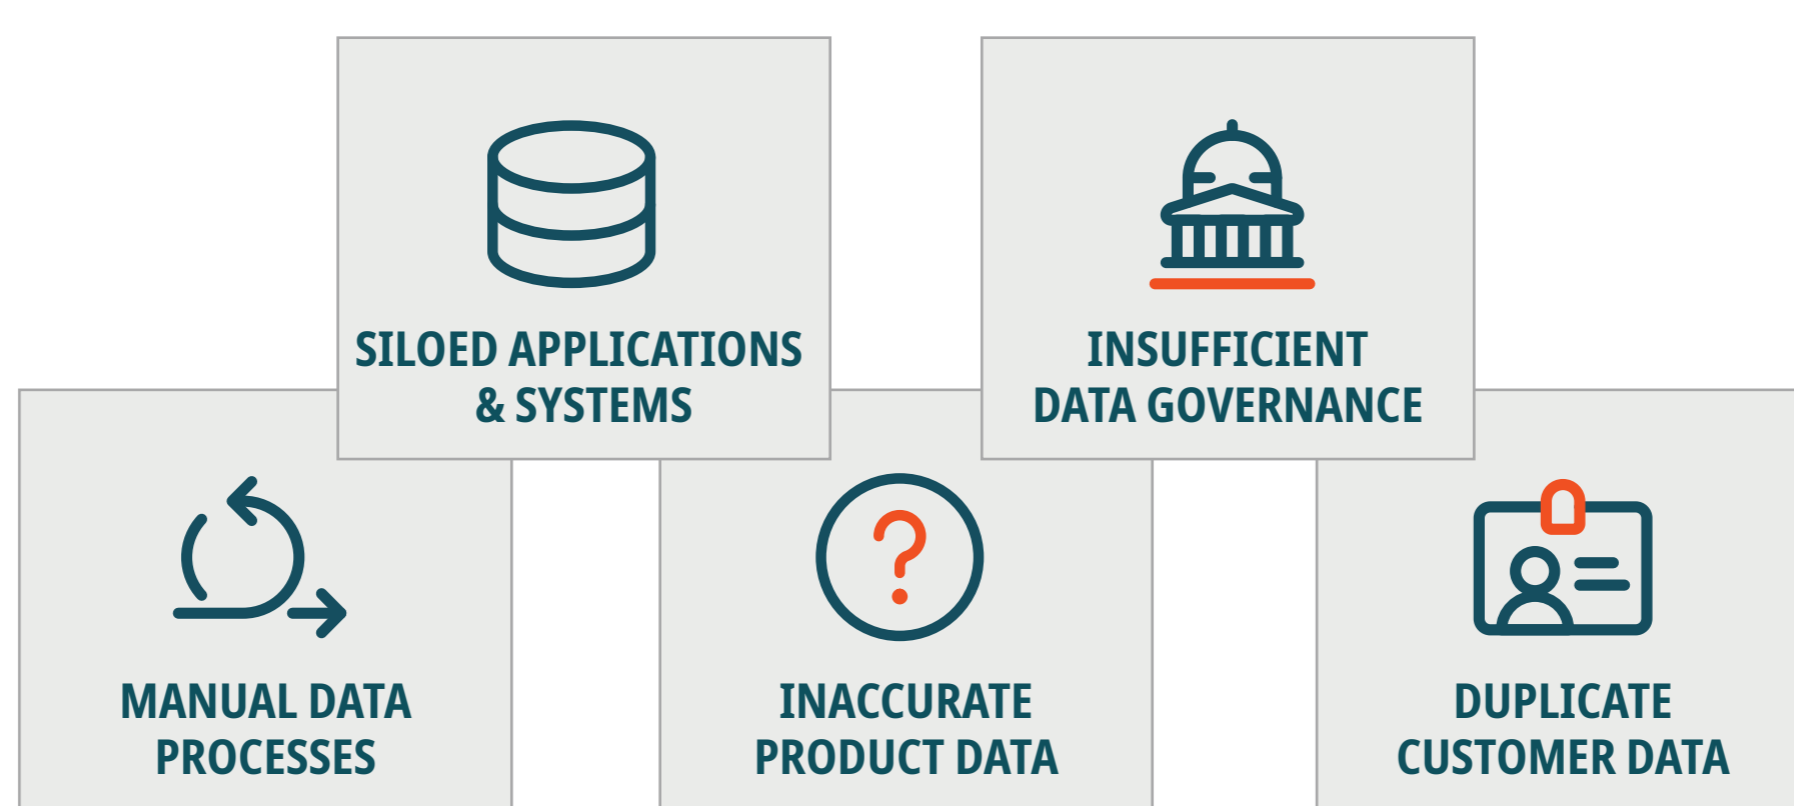 SILOED APPLICATIONS
& SYSTEMS
INSUFFICIENT
DATA GOVERNANCE
MANUAL DATA
PROCESSES
INACCURATE
PRODUCT DATA
DUPLICATE
CUSTOMER DATA